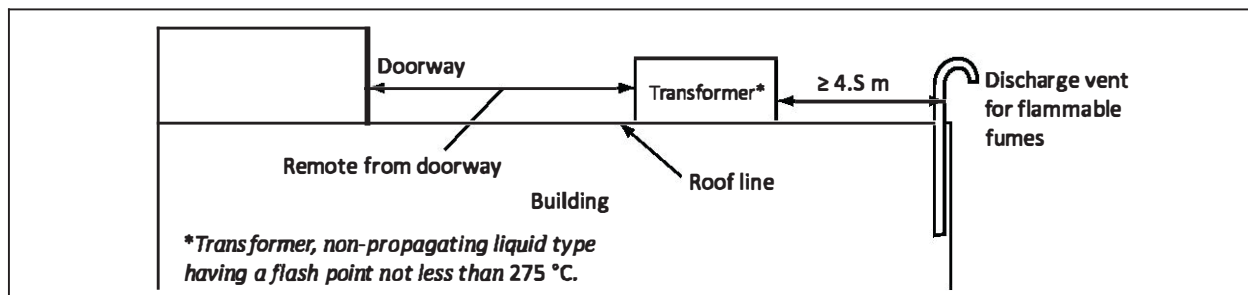 Doorway
Transformer*
≥ 4.S m
Discharge vent
for flammable
fumes
Remote from doorway
Roof line
Building
*Transformer, non-propagating liquid type
having a flash point not less than 275 °C.